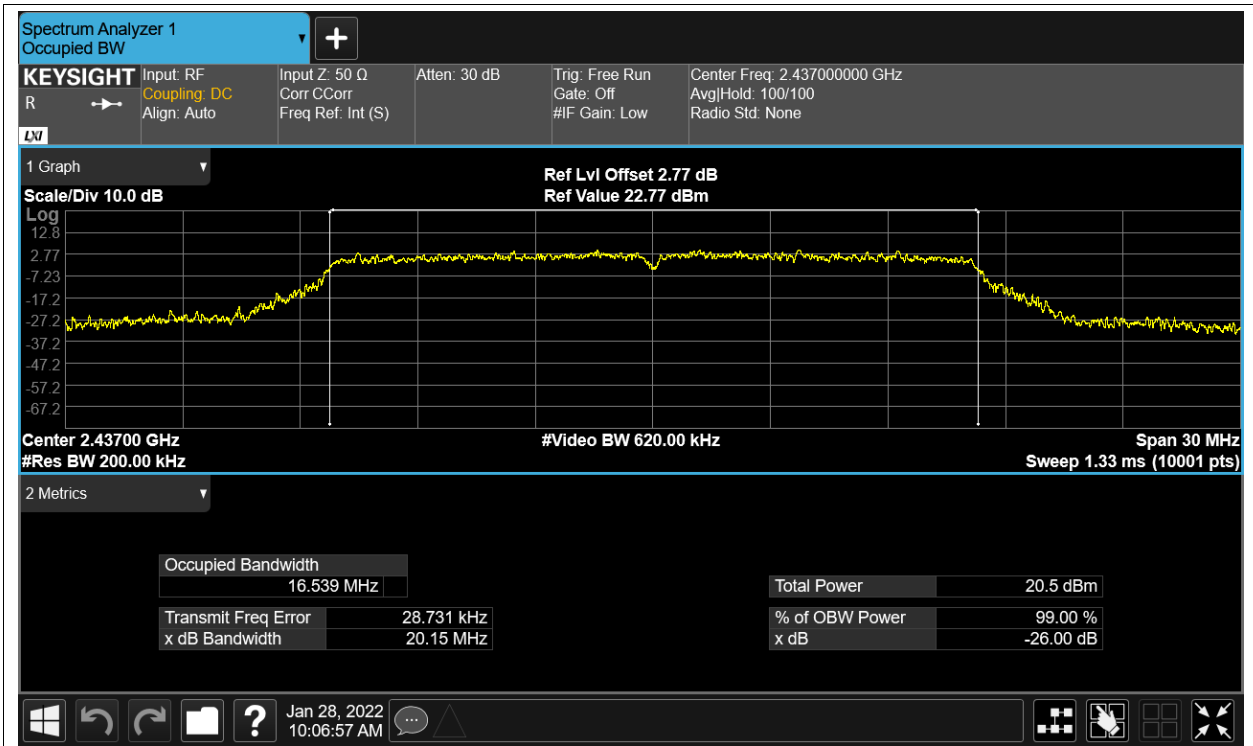 Spectrum Analyzer 1
Occupied BW
KEYSIGHT
R
LXI
Input: RF
Coupling: DC
Align: Auto
Input Z: 50 Ω
Corr CCorr
Freq Ref: Int (S)
Atten: 30 dB
Trig: Free Run
Gate: Off
#IF Gain: Low
Center Freq: 2.437000000 GHz
Avg|Hold: 100/100
Radio Std: None
1 Graph
Scale/Div 10.0 dB
Ref Lvl Offset 2.77 dB
Ref Value 22.77 dBm
Log
12.8
2.77
-7.23
-17.2
-27.2
-37.2
-47.2
-57.2
-67.2
Center 2.43700 GHz
#Video BW 620.00 kHz
Span 30 MHz
#Res BW 200.00 kHz
Sweep 1.33 ms (10001 pts)
2 Metrics
Occupied Bandwidth
16.539 MHz
Total Power 20.5 dBm
Transmit Freq Error 28.731 kHz
% of OBW Power 99.00 %
x dB Bandwidth 20.15 MHz
x dB -26.00 dB
?
Jan 28, 2022
10:06:57 AM